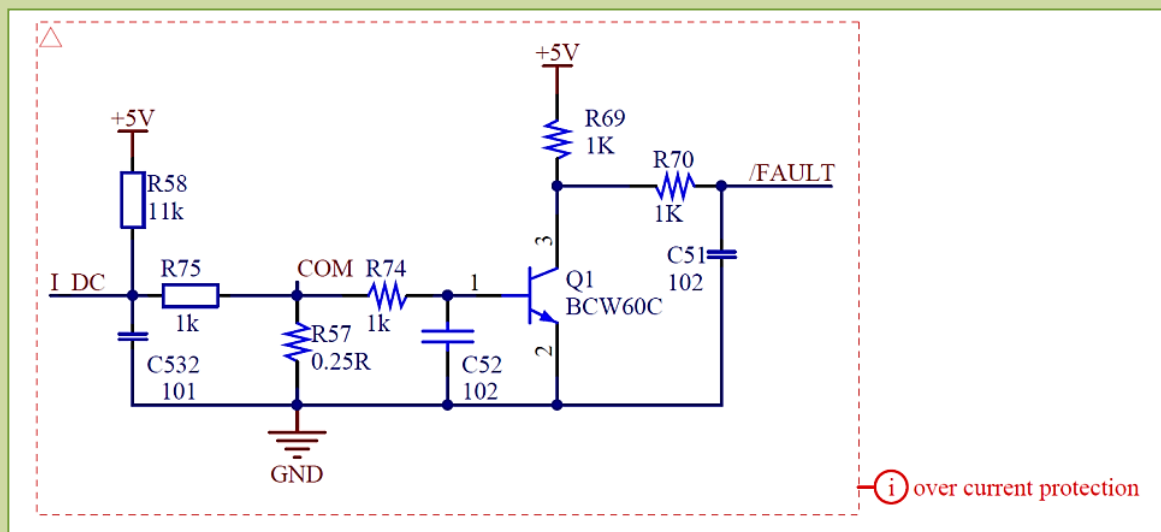 +5V
R69
1K
+5V
R70
/FAULT
1K
R58
11k
3
C51
102
I_DC
R75
COM
R74
1
Q1
BCW60C
1k
1k
R57
0.25R
2
C532
101
C52
102
GND
i
over current protection